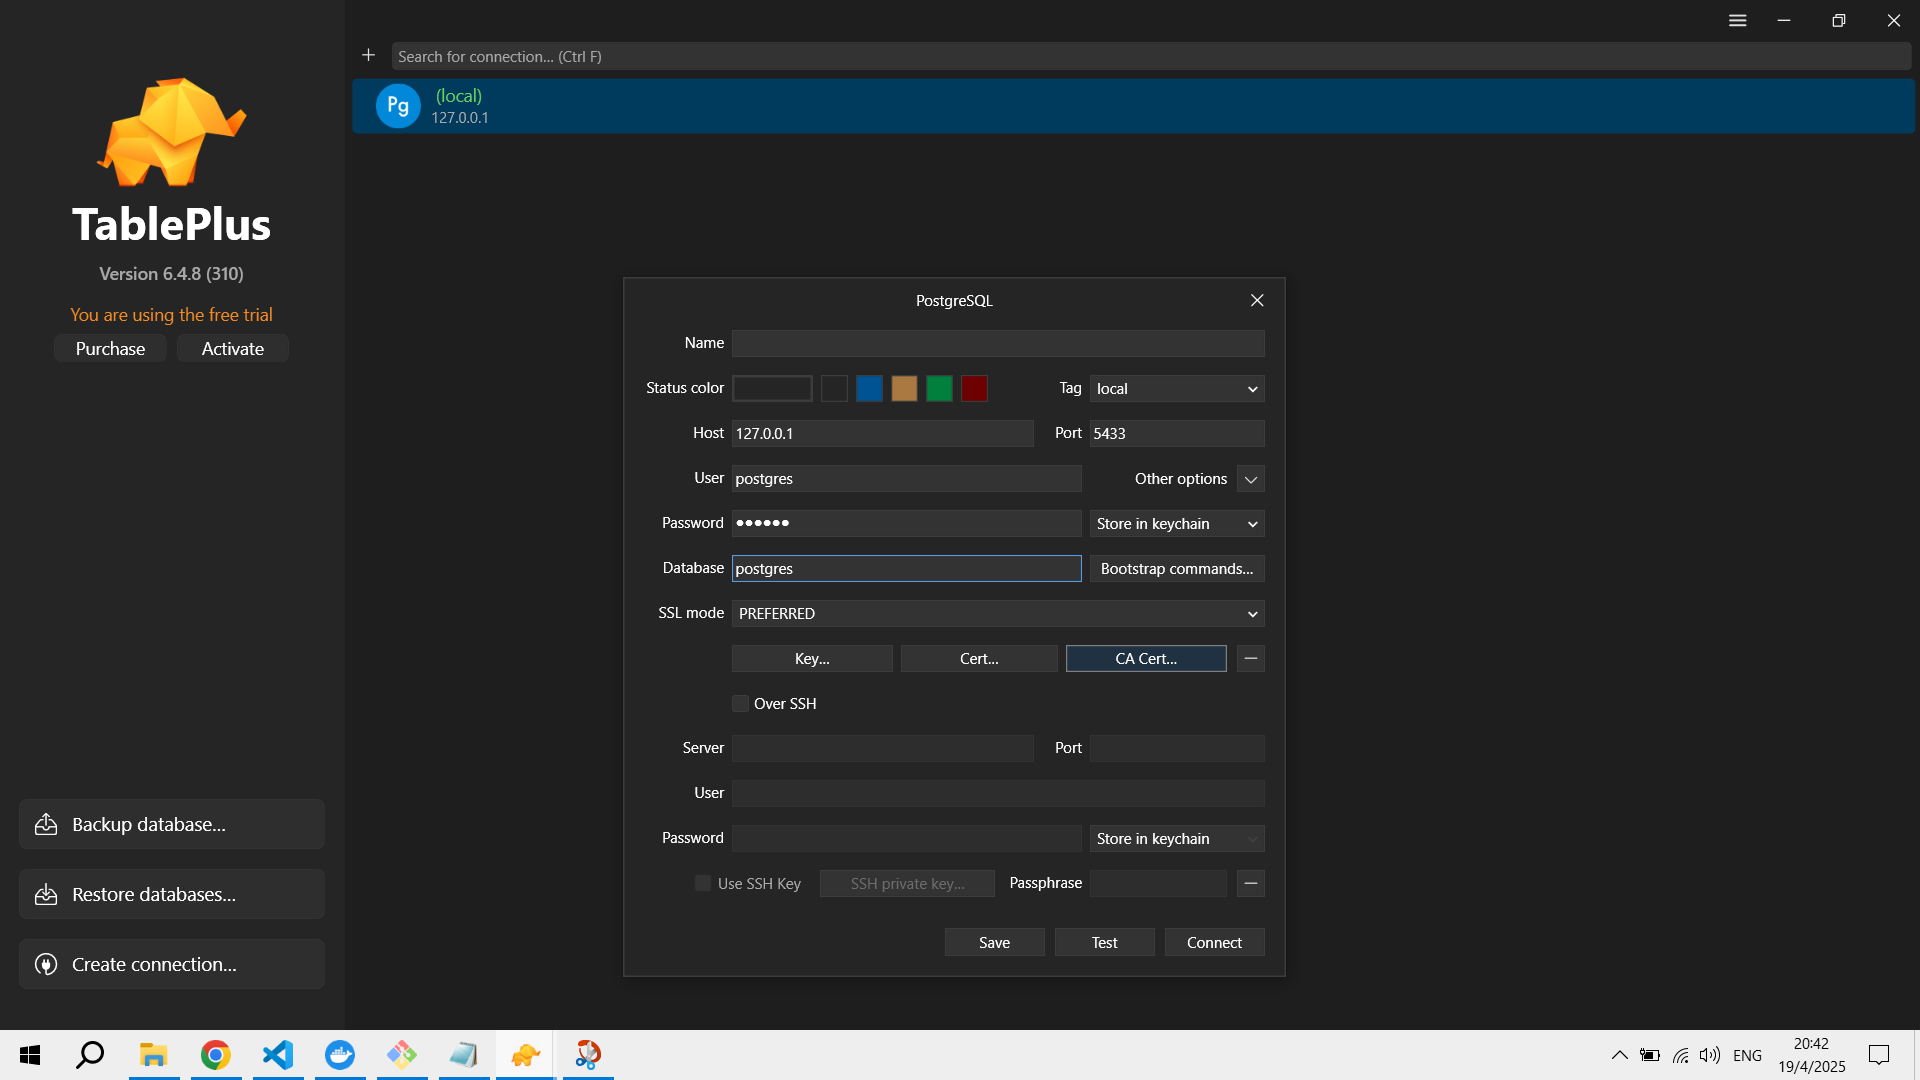 Search for connection... (Ctrl F)
Pg
(local)
127.0.0.1
TablePlus
Version 6.4.8 (310)
You are using the free trial
Purchase
Activate
PostgreSQL
Name
Status color
Tag
local
Host
127.0.0.1
Port
5433
User
postgres
Other options
Password
••••••
Store in keychain
Database
postgres
Bootstrap commands...
SSL mode
PREFERRED
Key...
Cert...
CA Cert...
Over SSH
Server
Port
User
Password
Store in keychain
Use SSH Key
SSH private key...
Passphrase
Save
Test
Connect
Backup database...
Restore databases...
Create connection...
ENG
20:42
19/4/2025